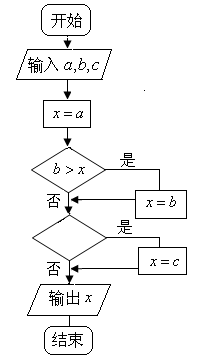 开始
输入 a,b,c
x = a
b > x
是
x = b
否
是
x = c
否
输出 x
结束